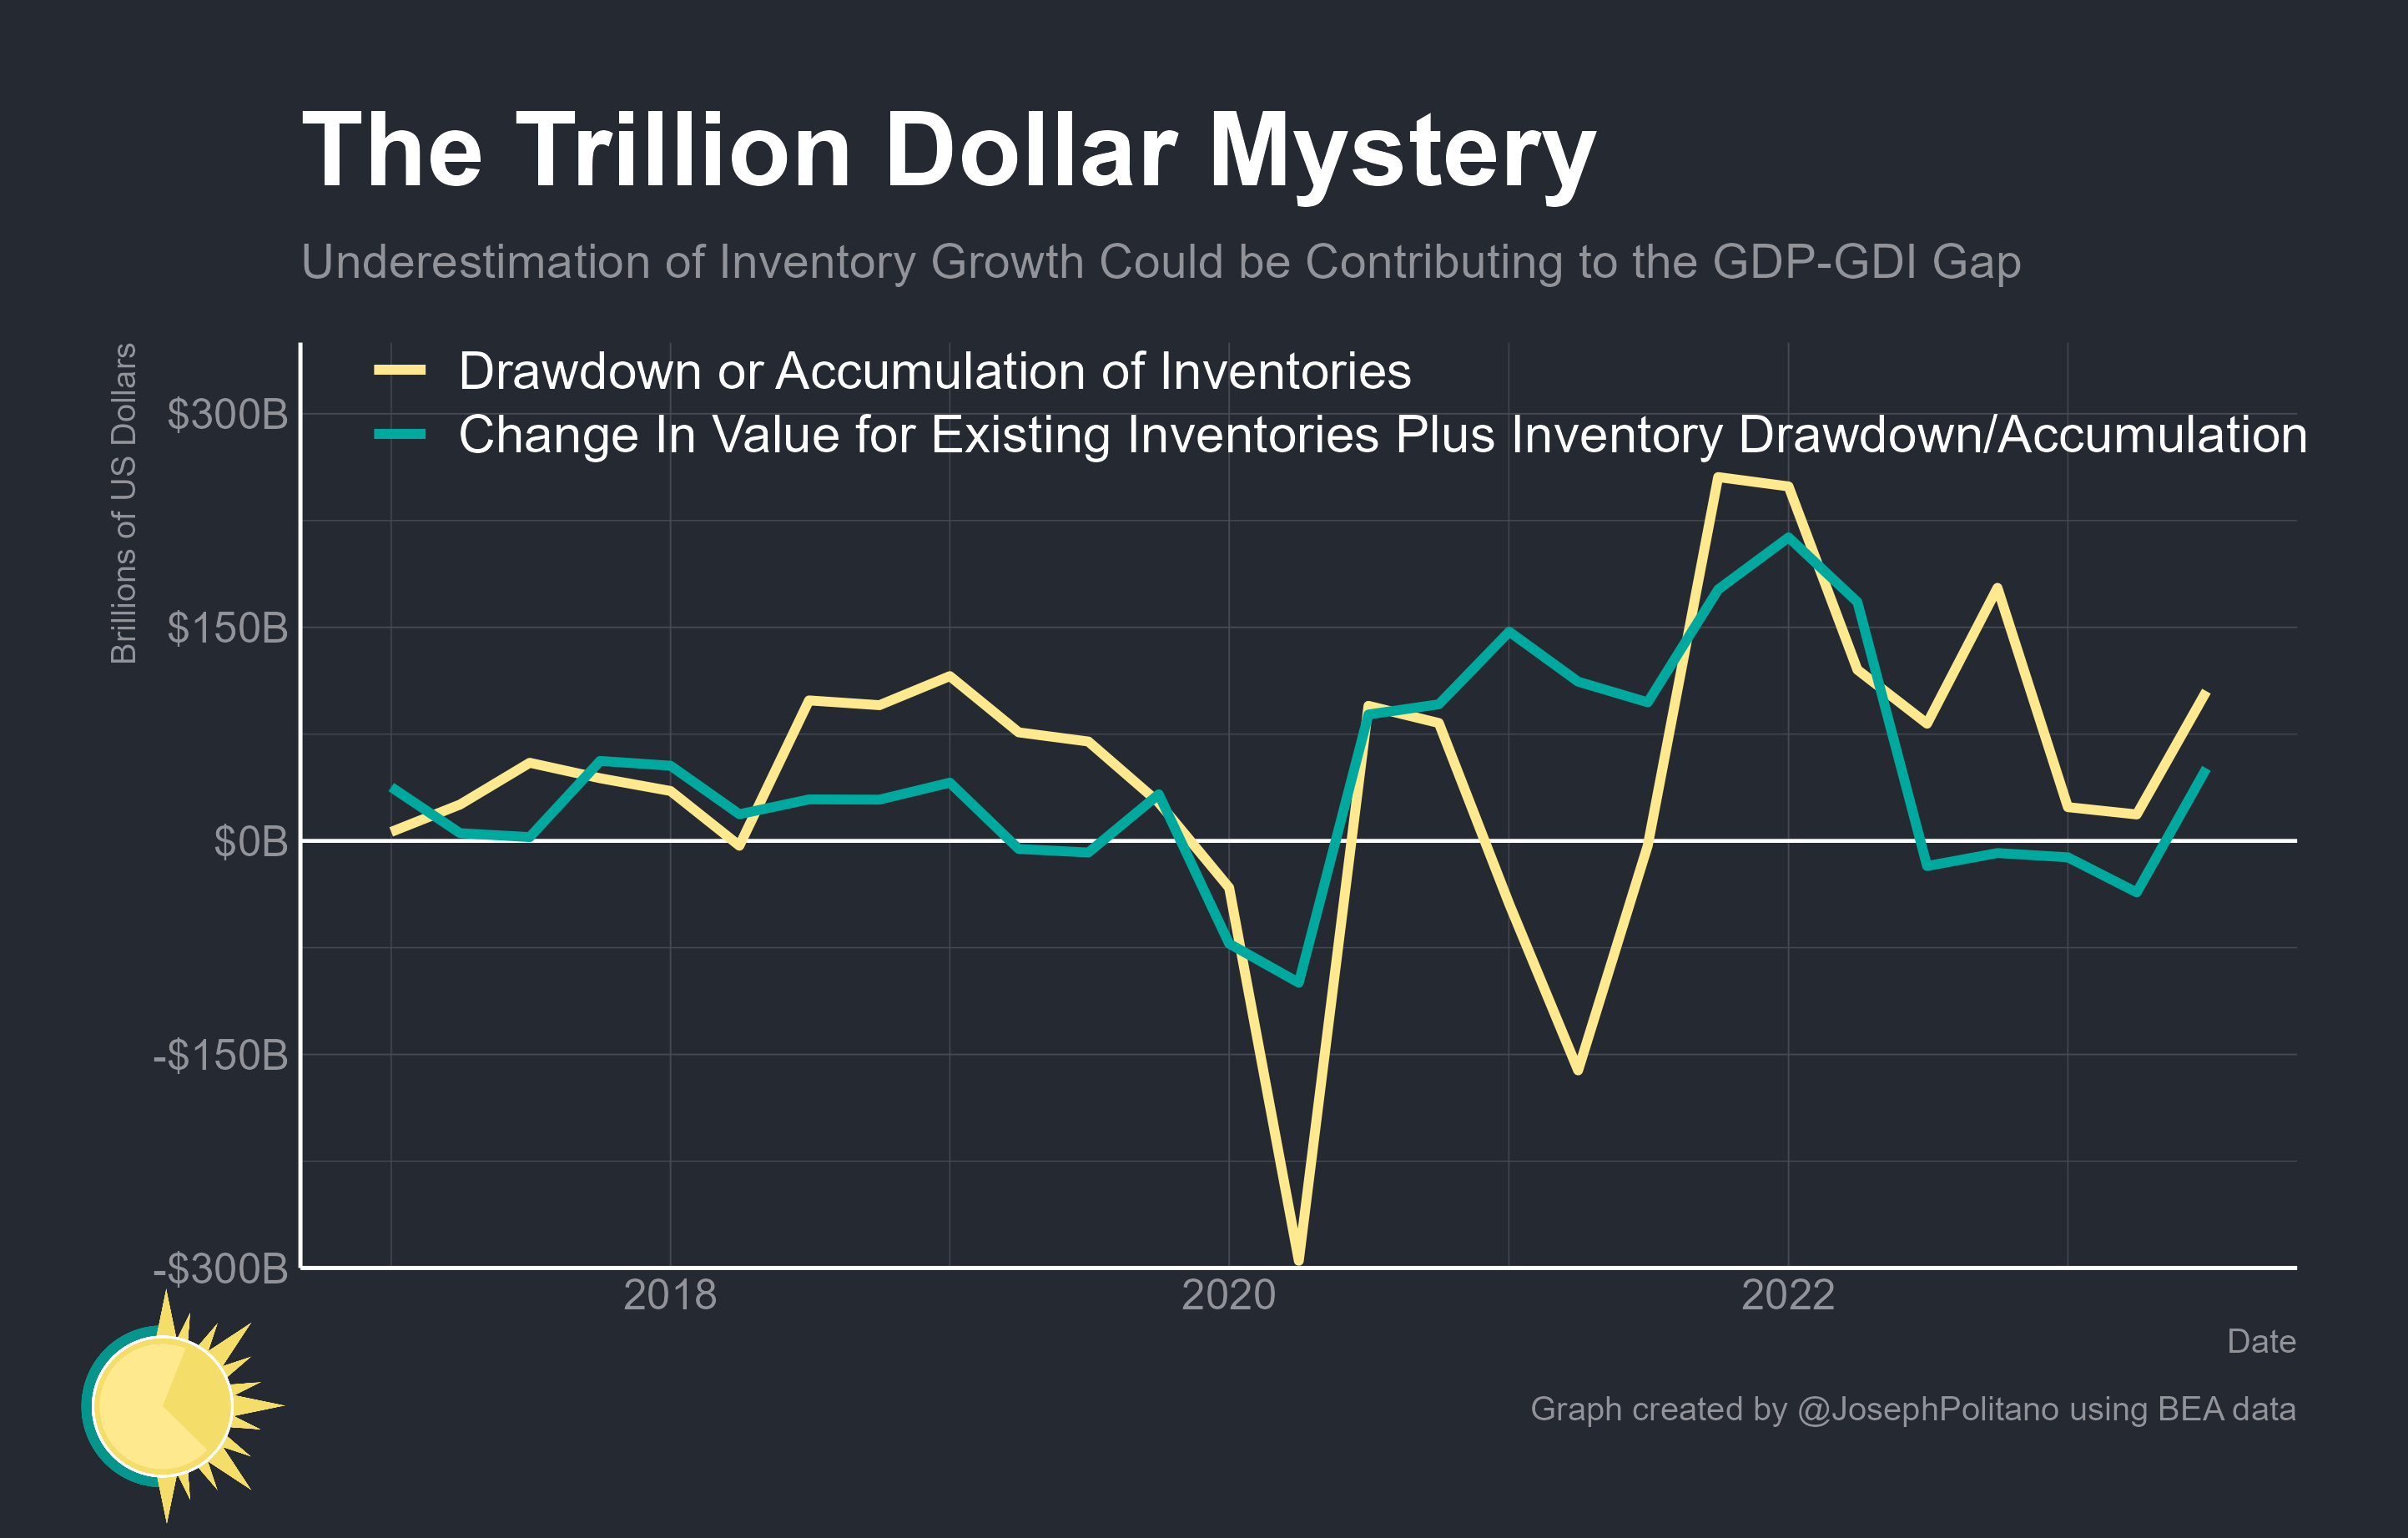 The Trillion Dollar Mystery
Underestimation of Inventory Growth Could be Contributing to the GDP-GDI Gap
Brillions of US Dollars
Drawdown or Accumulation of Inventories
Change In Value for Existing Inventories Plus Inventory Drawdown/Accumulation
$300B
$150B
$0B
-$150B
-$300B
2018 2020 2022
Date
Graph created by @JosephPolitano using BEA data